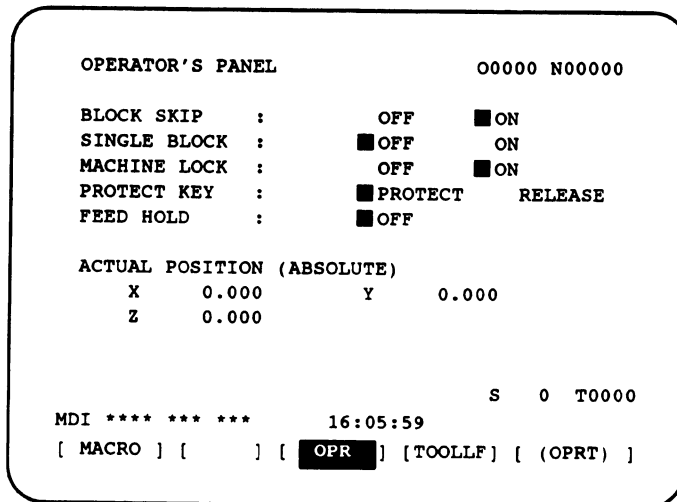 OPERATOR'S PANEL O0000 N00000
BLOCK SKIP : OFF ■ON
SINGLE BLOCK : ■OFF ON
MACHINE LOCK : OFF ■ON
PROTECT KEY : ■PROTECT RELEASE
FEED HOLD : ■OFF
ACTUAL POSITION (ABSOLUTE)
X 0.000 Y 0.000
Z 0.000
S 0 T0000
MDI **** *** *** 16:05:59
[ MACRO ] [ ] [ OPR ] [TOOLLF] [ (OPRT) ]